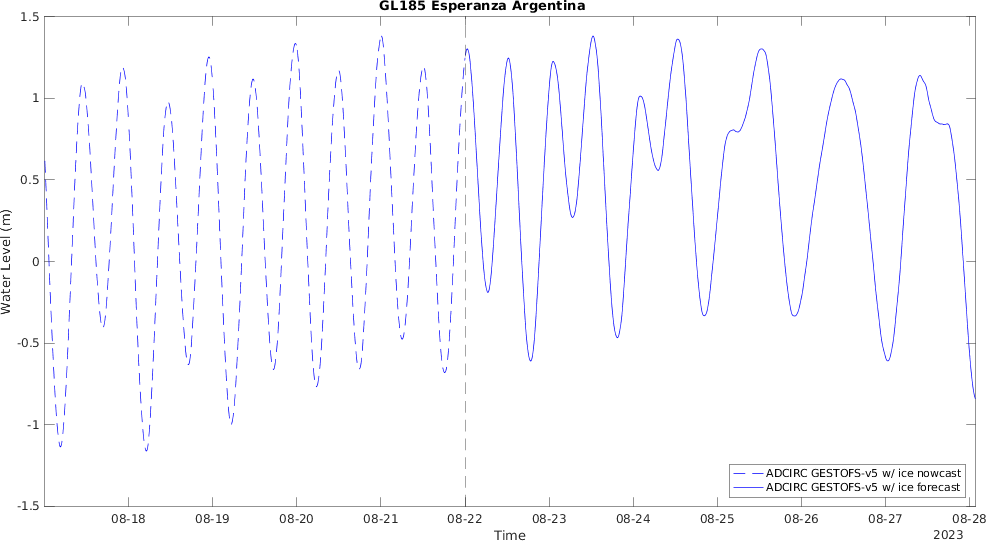 GL185 Esperanza Argentina
Water Level (m)
1.5
1
0.5
0
-0.5
-1
-1.5
ADCIRC GESTOFS-v5 w/ ice nowcast
ADCIRC GESTOFS-v5 w/ ice forecast
08-18 08-19 08-20 08-21 08-22 08-23 08-24 08-25 08-26 08-27 08-28
Time
2023